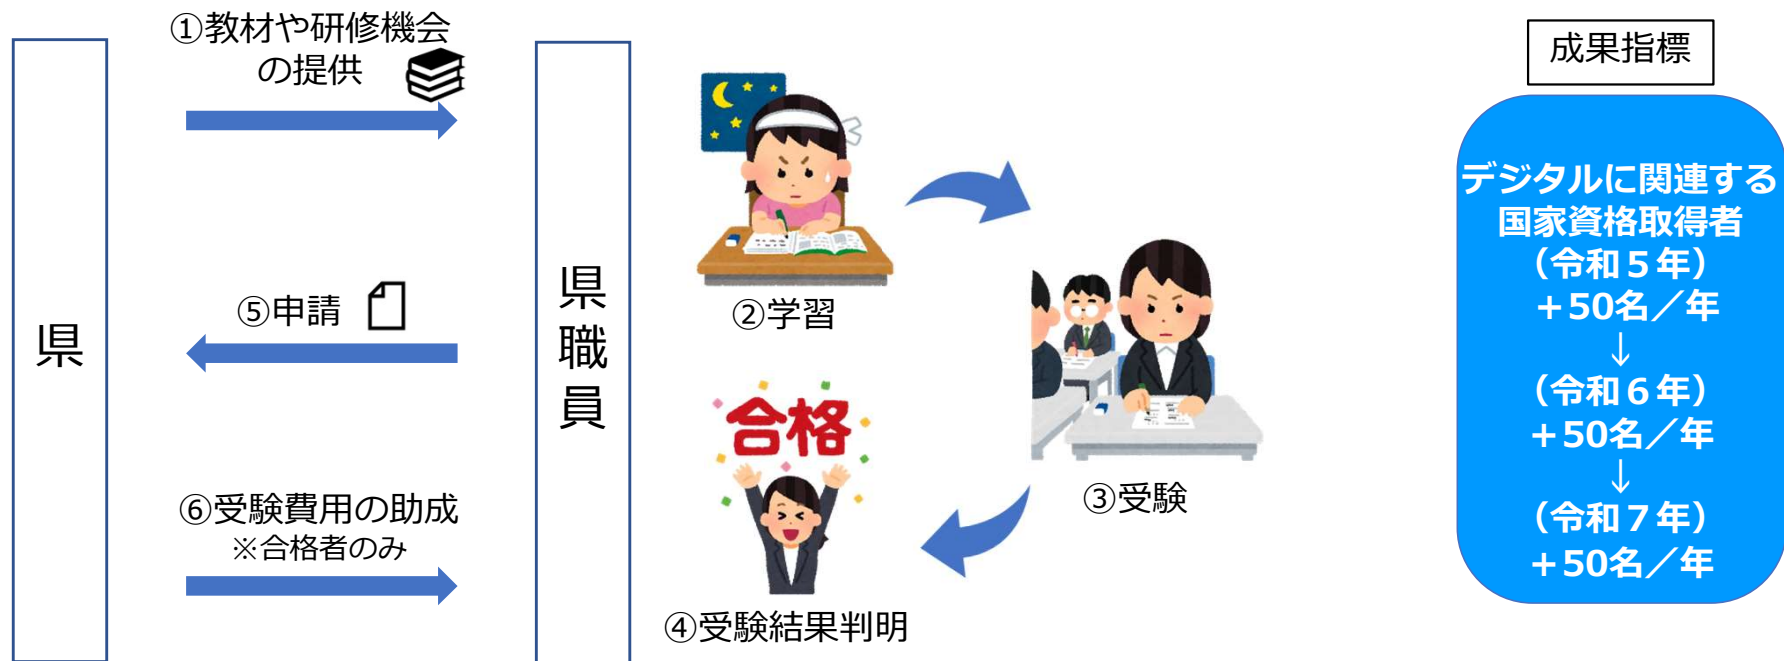 ①教材や研修機会
の提供
県
⑤申請
⑥受験費用の助成
※合格者のみ
県
職
員
②学習
③受験
合格
④受験結果判明
成果指標
デジタルに関連する
国家資格取得者
（令和５年）
＋50名／年
↓
（令和６年）
＋50名／年
↓
（令和７年）
＋50名／年